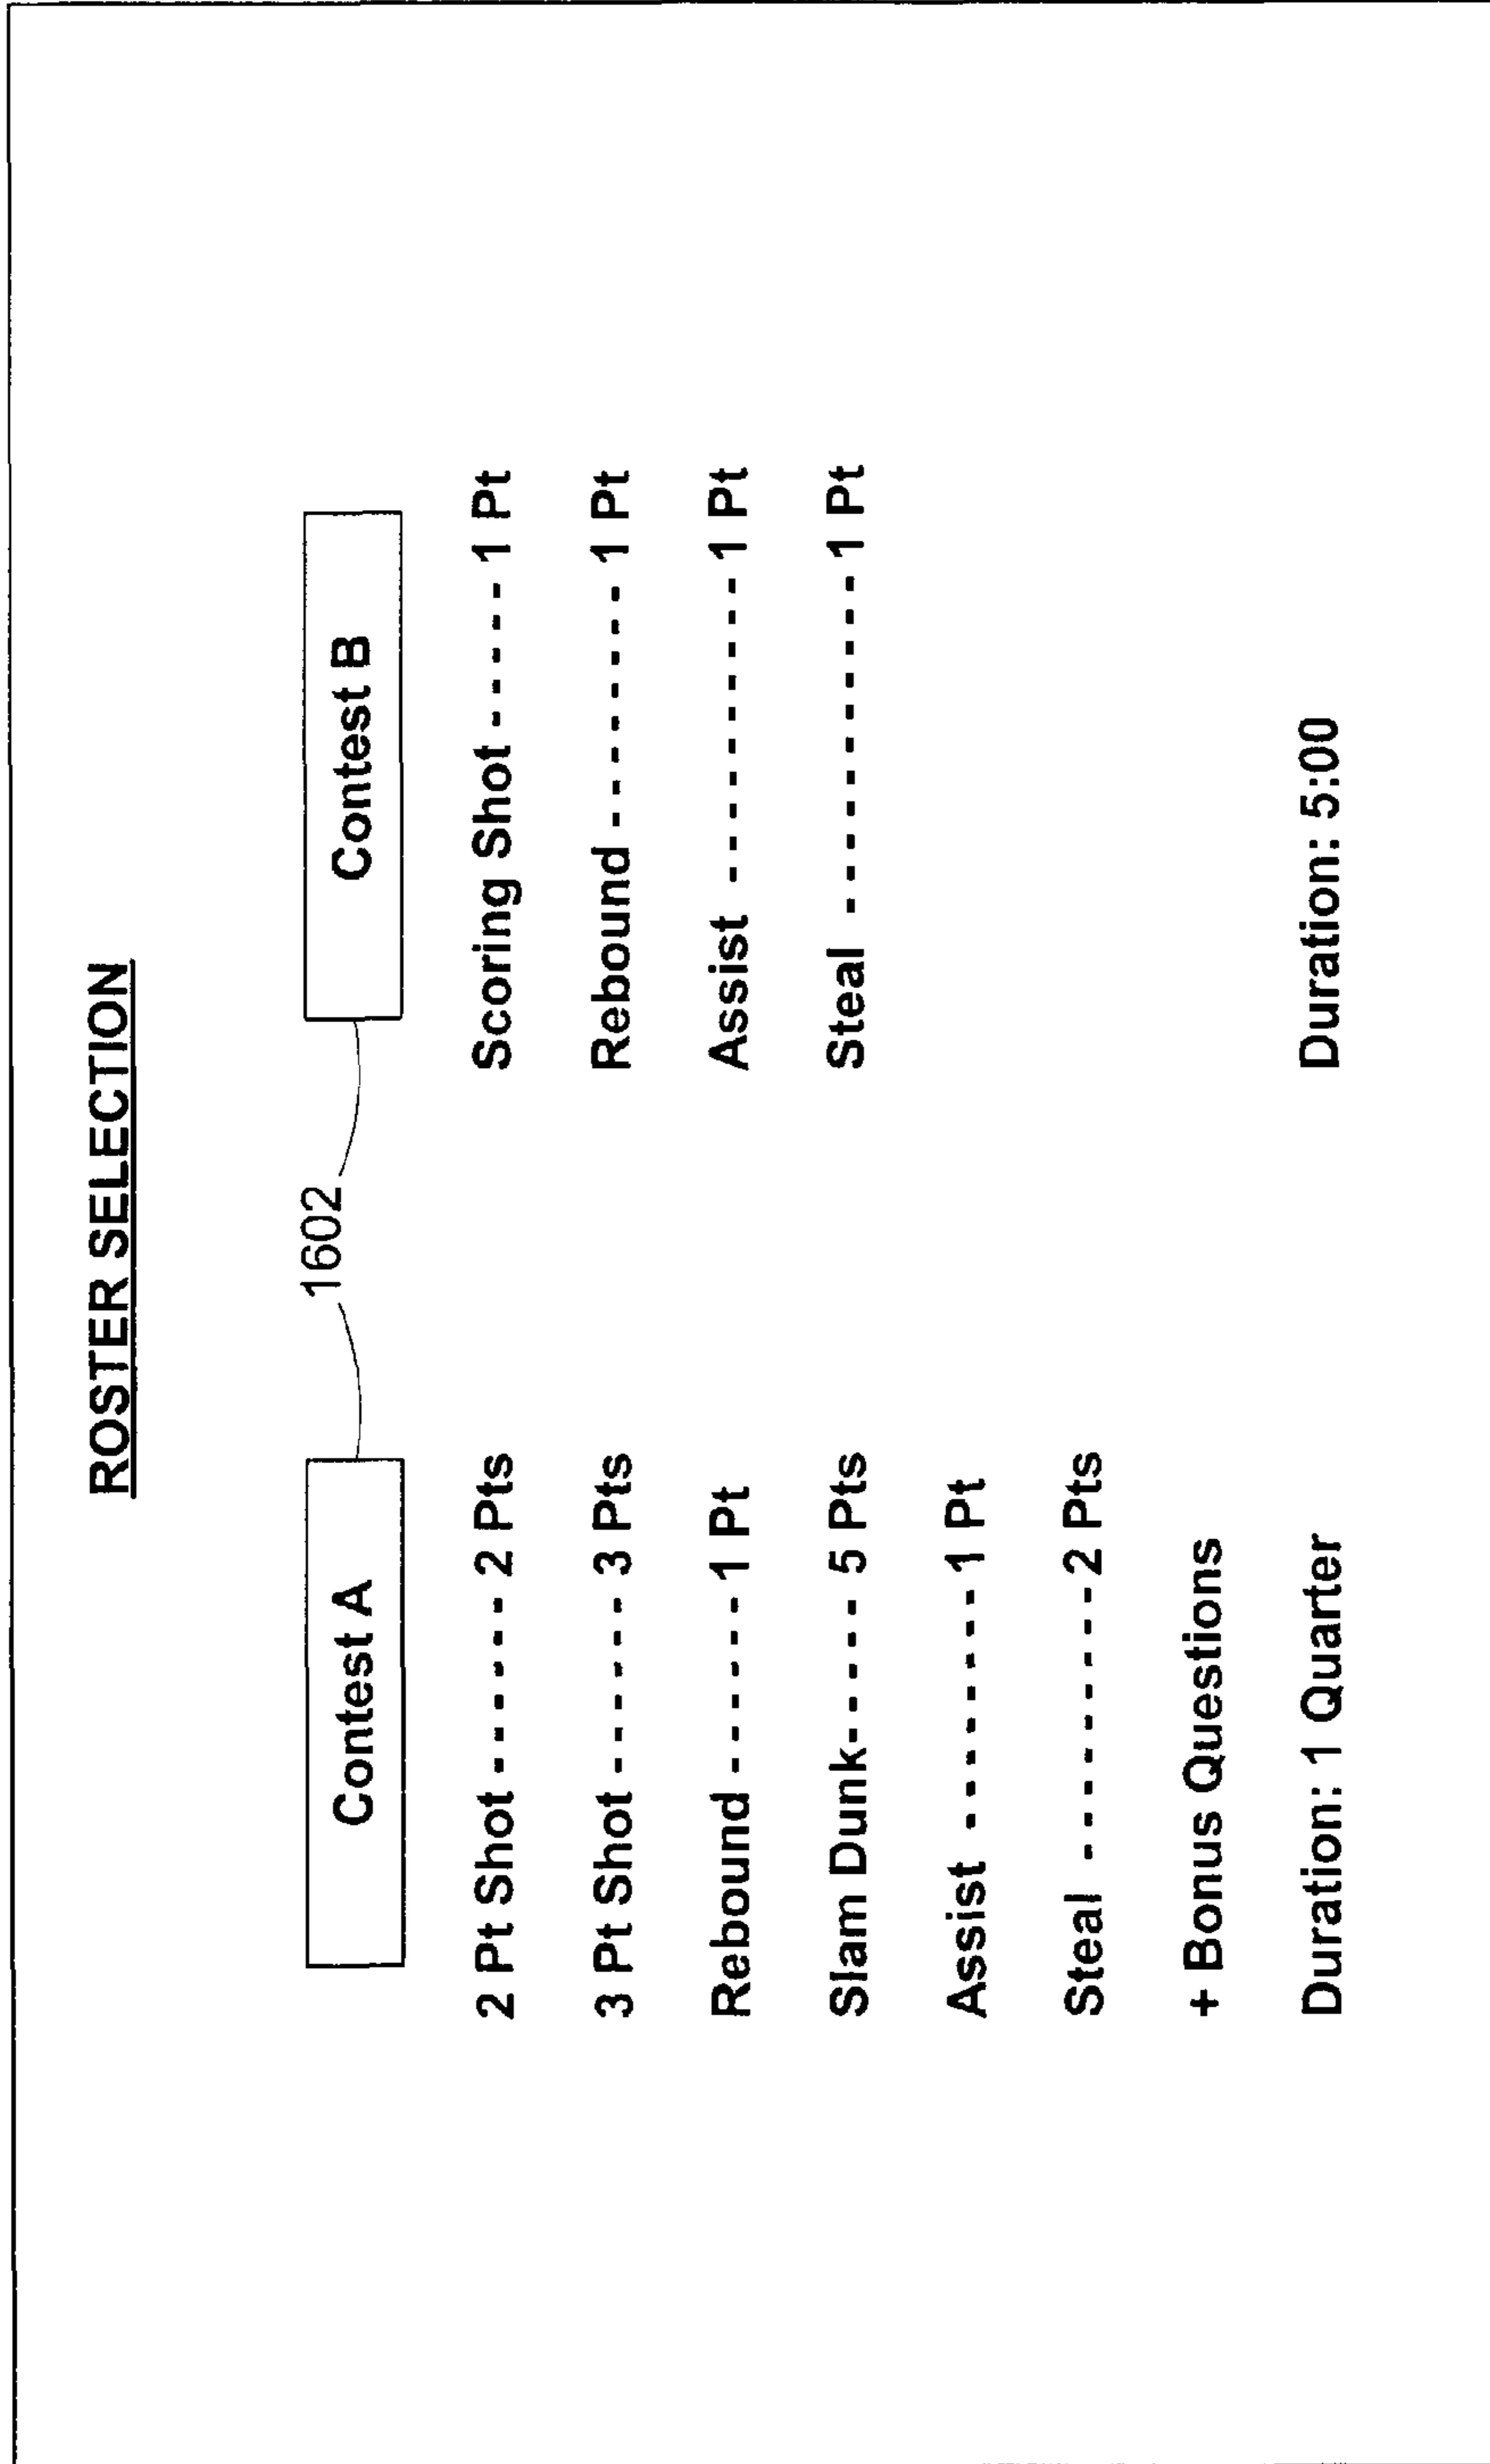 ROSTER SELECTION
1602
Contest A
2 Pt Shot - - - - - - 2 Pts
3 Pt Shot - - - - - 3 Pts
Rebound - - - - - - 1 Pt
Slam Dunk- - - - - 5 Pts
Assist - - - - - - - - 1 Pt
Steal - - - - - - - - - 2 Pts
+ Bonus Questions
Duration: 1 Quarter
Contest B
Scoring Shot - - - - - 1 Pt
Rebound - - - - - - - - 1 Pt
Assist - - - - - - - - - - 1 Pt
Steal - - - - - - - - - - - 1 Pt
Duration: 5:00